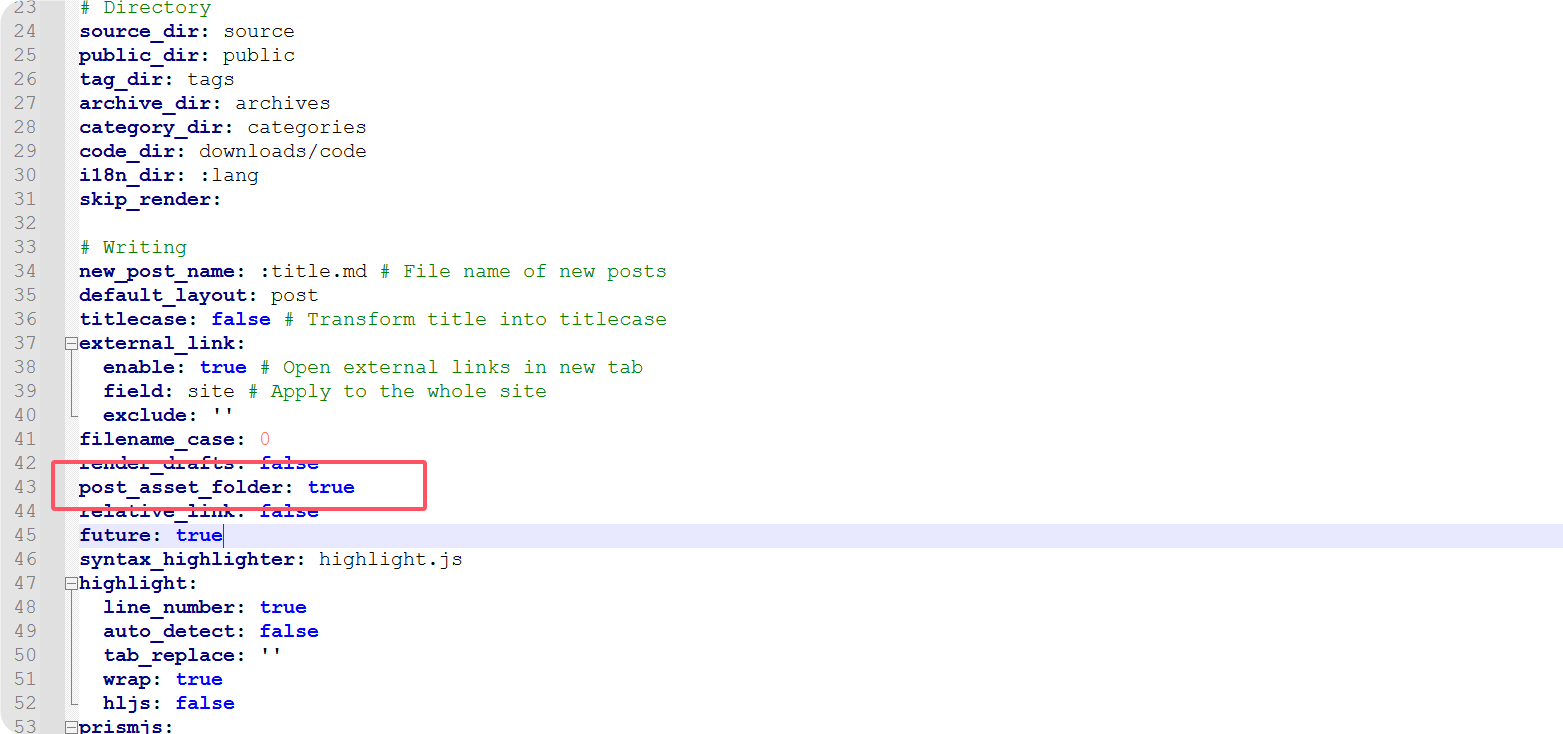 23 # Directory
24 source_dir: source
25 public_dir: public
26 tag_dir: tags
27 archive_dir: archives
28 category_dir: categories
29 code_dir: downloads/code
30 i18n_dir: :lang
31 skip_render:
32
33 # Writing
34 new_post_name: :title.md # File name of new posts
35 default_layout: post
36 titlecase: false # Transform title into titlecase
37 external_link:
38 enable: true # Open external links in new tab
39 field: site # Apply to the whole site
40 exclude: ''
41 filename_case: 0
42 render_drafts: false
43 post_asset_folder: true
44 relative_link: false
45 future: true
46 syntax_highlighter: highlight.js
47 highlight:
48 line_number: true
49 auto_detect: false
50 tab_replace: ''
51 wrap: true
52 hljs: false
53 prismjs: